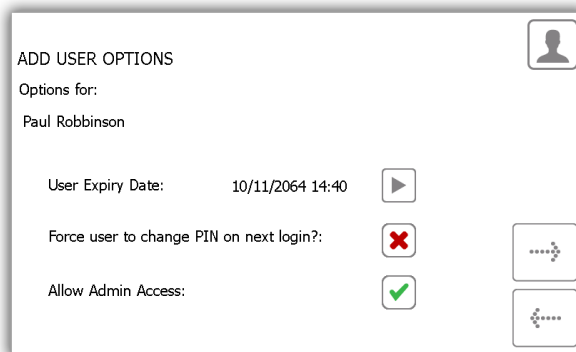 ADD USER OPTIONS
Options for:
Paul Robbinson
User Expiry Date: 10/11/2064 14:40
Force user to change PIN on next login?:
Allow Admin Access: